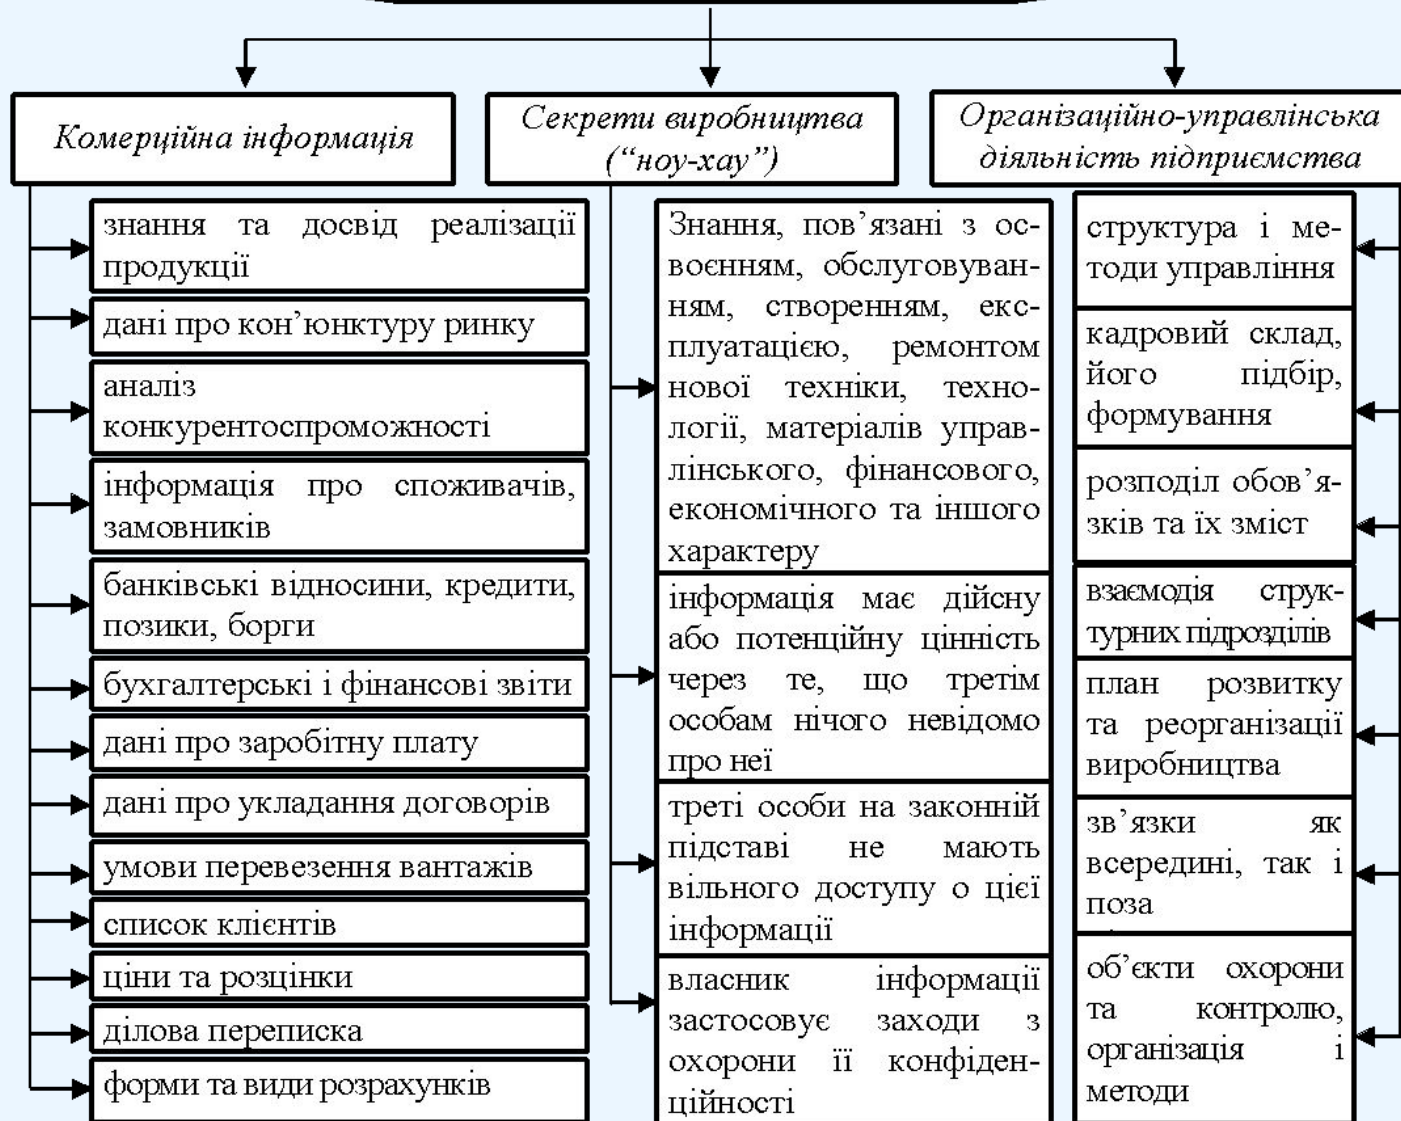 Комерційна інформація
знання та досвід реалізації
продукції
дані про кон’юнктуру ринку
аналіз
конкурентоспроможності
інформація про споживачів,
замовників
банківські відносини, кредити,
позики, борги
бухгалтерські і фінансові звіти
дані про заробітну плату
дані про укладання договорів
умови перевезення вантажів
список клієнтів
ціни та розцінки
ділова переписка
форми та види розрахунків
Секрети виробництва
(“ноу-хау”)
Знання, пов’язані з ос-
воєнням, обслуговуван-
ням, створенням, екс-
плуатацією, ремонтом
нової техніки, техно-
логії, матеріалів управ-
лінського, фінансового,
економічного та іншого
характеру
інформація має дійсну
або потенційну цінність
через те, що третім
особам нічого невідомо
про неї
треті особи на законній
підставі не мають
вільного доступу о цієї
інформації
власник інформації
застосовує заходи з
охорони її конфіден-
ційності
Організаційно-управлінська
діяльність підприємства
структура і ме-
тоди управління
кадровий склад,
його підбір,
формування
розподіл обов’я-
зків та їх зміст
взаємодія струк-
турних підрозділів
план розвитку
та реорганізації
виробництва
зв’язки як
всередині, так і
поза
об’єкти охорони
та контролю,
організація і
методи